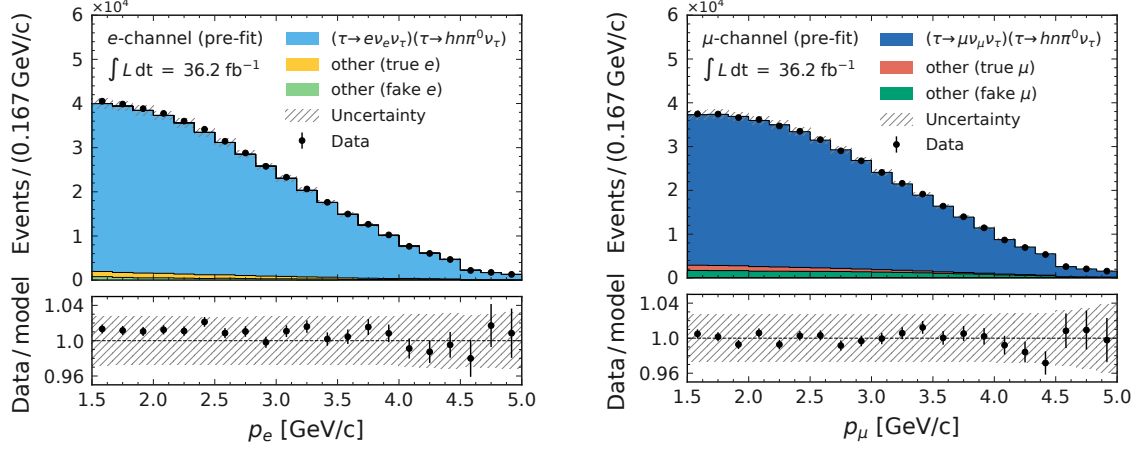 ×10⁴
e-channel (pre-fit)
∫ L dt = 36.2 fb⁻¹
(τ→eνₑν_τ)(τ→hnπ⁰ν_τ)
other (true e)
other (fake e)
Uncertainty
Data
Events / (0.167 GeV/c)
6
5
4
3
2
1
0
Data / model
1.04
1.0
0.96
1.5 2.0 2.5 3.0 3.5 4.0 4.5 5.0
pₑ [GeV/c]
×10⁴
μ-channel (pre-fit)
∫ L dt = 36.2 fb⁻¹
(τ→μν_μν_τ)(τ→hnπ⁰ν_τ)
other (true μ)
other (fake μ)
Uncertainty
Data
Events / (0.167 GeV/c)
6
5
4
3
2
1
0
Data / model
1.04
1.0
0.96
1.5 2.0 2.5 3.0 3.5 4.0 4.5 5.0
p_μ [GeV/c]